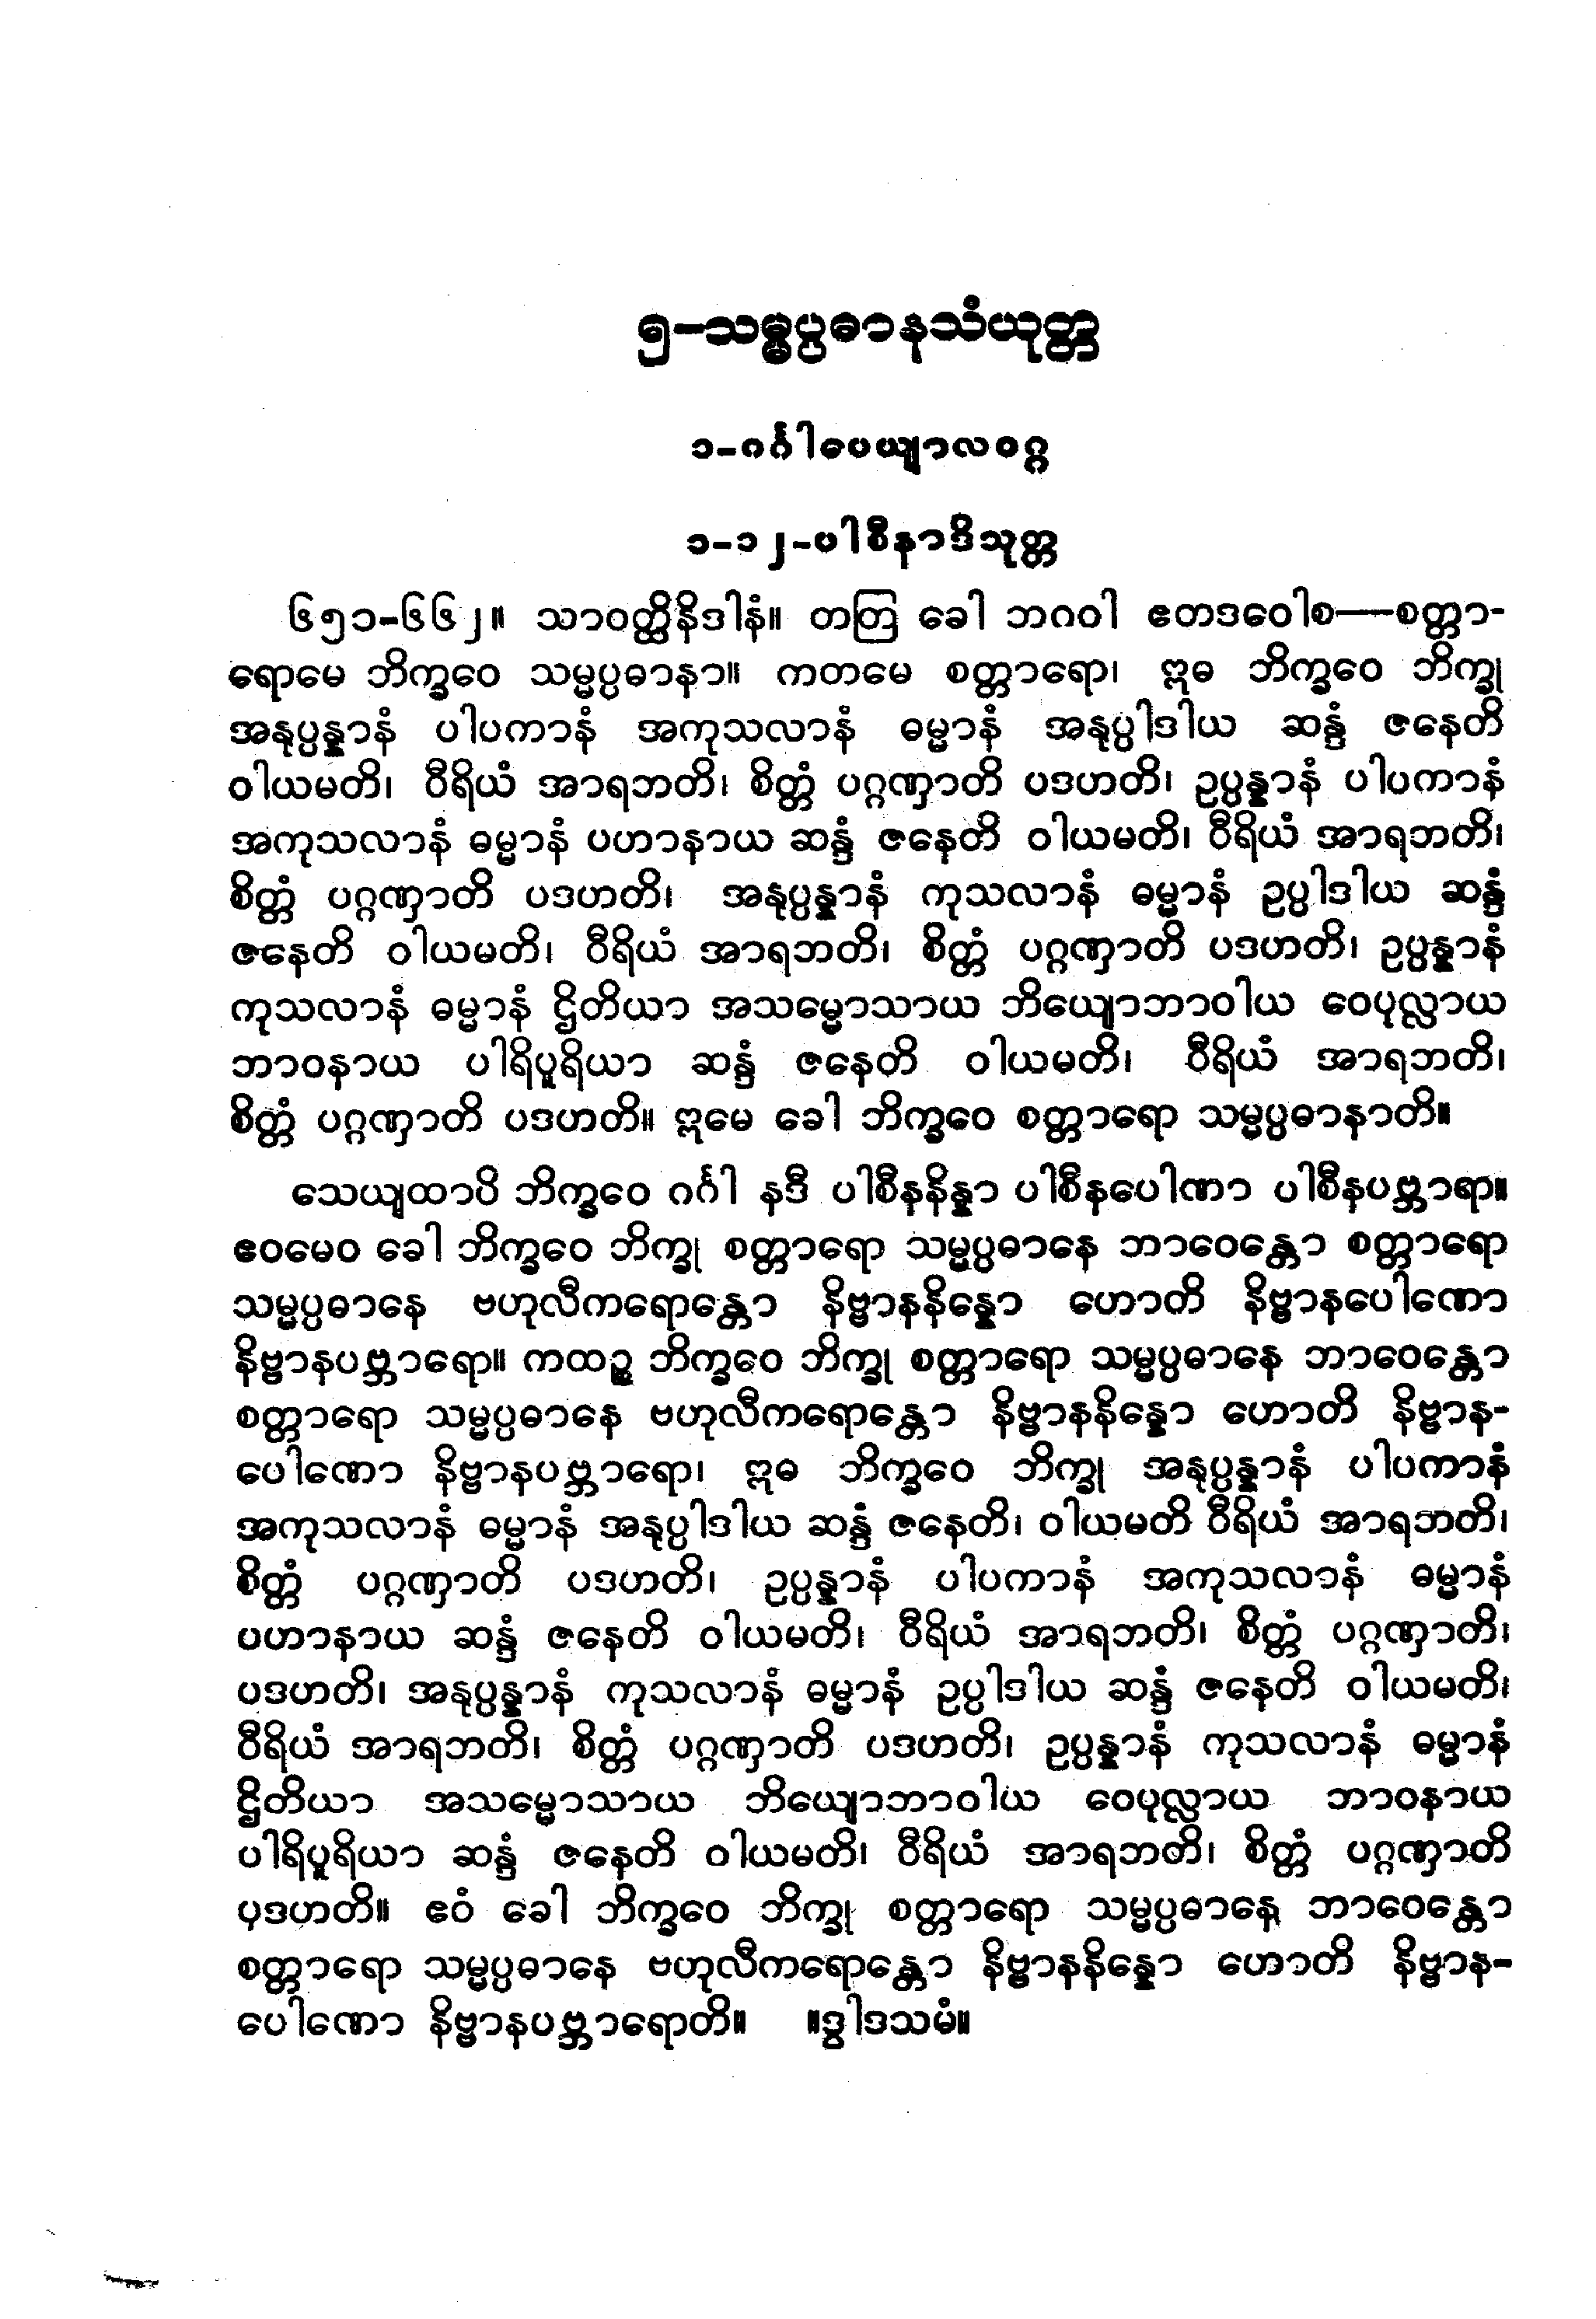 ၅-သမ္မပ္ပဓာနသံယုတ္တ
၁-ဂင်္ဂါပေယျာလဝဂ္ဂ
၁-၁၂-ပါစီနာဒိသုတ္တ
၆၅၁-၆၆၂။ သာဝတ္ထိနိဒါနံ။ တတြ ခေါ ဘဂဝါ ဧတဒဝေါစ——စတ္တာ-
ရောမေ ဘိက္ခဝေ သမ္မပ္ပဓာနာ။ ကတမေ စတ္တာရော၊ ဣဓ ဘိက္ခဝေ ဘိက္ခု
အနုပ္ပန္နာနံ ပါပကာနံ အကုသလာနံ ဓမ္မာနံ အနုပ္ပါဒါယ ဆန္ဒံ ဇနေတိ
ဝါယမတိ၊ ဝီရိယံ အာရဘတိ၊ စိတ္တံ ပဂ္ဂဏှာတိ ပဒဟတိ၊ ဥပ္ပန္နာနံ ပါပကာနံ
အကုသလာနံ ဓမ္မာနံ ပဟာနာယ ဆန္ဒံ ဇနေတိ ဝါယမတိ၊ ဝီရိယံ အာရဘတိ၊
စိတ္တံ ပဂ္ဂဏှာတိ ပဒဟတိ၊ အနုပ္ပန္နာနံ ကုသလာနံ ဓမ္မာနံ ဥပ္ပါဒါယ ဆန္ဒံ
ဇနေတိ ဝါယမတိ၊ ဝီရိယံ အာရဘတိ၊ စိတ္တံ ပဂ္ဂဏှာတိ ပဒဟတိ၊ ဥပ္ပန္နာနံ
ကုသလာနံ ဓမ္မာနံ ဌိတိယာ အသမ္မောသာယ ဘိယျောဘာဝါယ ဝေပုလ္လာယ
ဘာဝနာယ ပါရိပူရိယာ ဆန္ဒံ ဇနေတိ ဝါယမတိ၊ ဝီရိယံ အာရဘတိ၊
စိတ္တံ ပဂ္ဂဏှာတိ ပဒဟတိ။ ဣမေ ခေါ ဘိက္ခဝေ စတ္တာရော သမ္မပ္ပဓာနာတိ။
သေယျထာပိ ဘိက္ခဝေ ဂင်္ဂါ နဒီ ပါစီနနိန္နာ ပါစီနပေါဏာ ပါစီနပဗ္ဘာရာ။
ဧဝမေဝ ခေါ ဘိက္ခဝေ ဘိက္ခု စတ္တာရော သမ္မပ္ပဓာနေ ဘာဝေန္တော စတ္တာရော
သမ္မပ္ပဓာနေ ဗဟုလီကရောန္တော နိဗ္ဗာနနိန္နော ဟောတိ နိဗ္ဗာနပေါဏော
နိဗ္ဗာနပဗ္ဘာရော။ ကထဉ္စ ဘိက္ခဝေ ဘိက္ခု စတ္တာရော သမ္မပ္ပဓာနေ ဘာဝေန္တော
စတ္တာရော သမ္မပ္ပဓာနေ ဗဟုလီကရောန္တော နိဗ္ဗာနနိန္နော ဟောတိ နိဗ္ဗာန-
ပေါဏော နိဗ္ဗာနပဗ္ဘာရော၊ ဣဓ ဘိက္ခဝေ ဘိက္ခု အနုပ္ပန္နာနံ ပါပကာနံ
အကုသလာနံ ဓမ္မာနံ အနုပ္ပါဒါယ ဆန္ဒံ ဇနေတိ၊ ဝါယမတိ ဝီရိယံ အာရဘတိ၊
စိတ္တံ ပဂ္ဂဏှာတိ ပဒဟတိ၊ ဥပ္ပန္နာနံ ပါပကာနံ အကုသလာနံ ဓမ္မာနံ
ပဟာနာယ ဆန္ဒံ ဇနေတိ ဝါယမတိ၊ ဝီရိယံ အာရဘတိ၊ စိတ္တံ ပဂ္ဂဏှာတိ၊
ပဒဟတိ၊ အနုပ္ပန္နာနံ ကုသလာနံ ဓမ္မာနံ ဥပ္ပါဒါယ ဆန္ဒံ ဇနေတိ ဝါယမတိ၊
ဝီရိယံ အာရဘတိ၊ စိတ္တံ ပဂ္ဂဏှာတိ ပဒဟတိ၊ ဥပ္ပန္နာနံ ကုသလာနံ ဓမ္မာနံ
ဌိတိယာ အသမ္မောသာယ ဘိယျောဘာဝါယ ဝေပုလ္လာယ ဘာဝနာယ
ပါရိပူရိယာ ဆန္ဒံ ဇနေတိ ဝါယမတိ၊ ဝီရိယံ အာရဘတိ၊ စိတ္တံ ပဂ္ဂဏှာတိ
ပဒဟတိ။ ဧဝံ ခေါ ဘိက္ခဝေ ဘိက္ခု စတ္တာရော သမ္မပ္ပဓာနေ ဘာဝေန္တော
စတ္တာရော သမ္မပ္ပဓာနေ ဗဟုလီကရောန္တော နိဗ္ဗာနနိန္နော ဟောတိ နိဗ္ဗာန-
ပေါဏော နိဗ္ဗာနပဗ္ဘာရောတိ။ ။ဒွါဒသမံ။